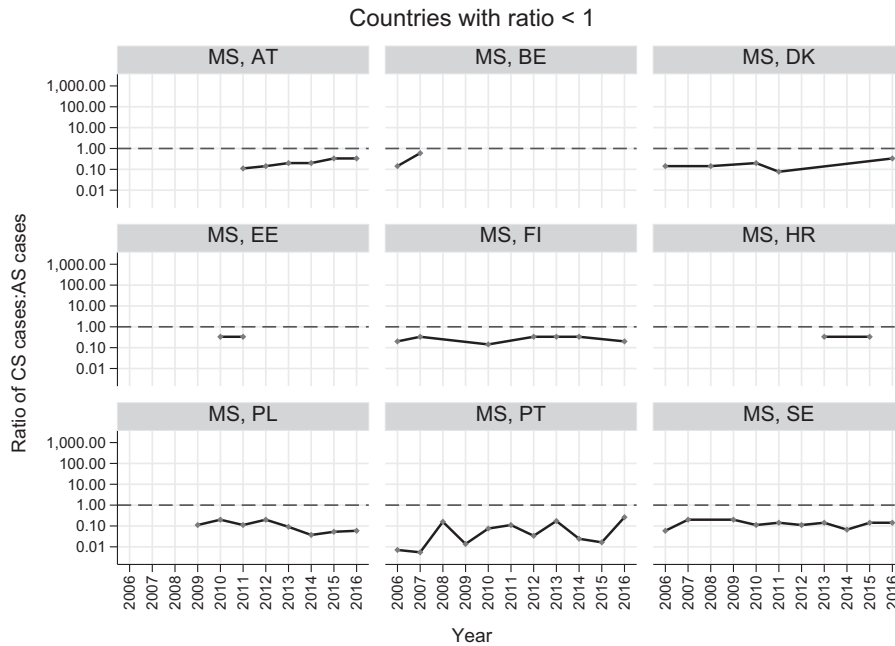 Countries with ratio < 1
MS, AT
MS, BE
MS, DK
1,000.00
100.00
10.00
1.00
0.10
0.01
MS, EE
MS, FI
MS, HR
1,000.00
100.00
10.00
1.00
0.10
0.01
MS, PL
MS, PT
MS, SE
1,000.00
100.00
10.00
1.00
0.10
0.01
Ratio of CS cases:AS cases
2006 2007 2008 2009 2010 2011 2012 2013 2014 2015 2016
2006 2007 2008 2009 2010 2011 2012 2013 2014 2015 2016
2006 2007 2008 2009 2010 2011 2012 2013 2014 2015 2016
Year